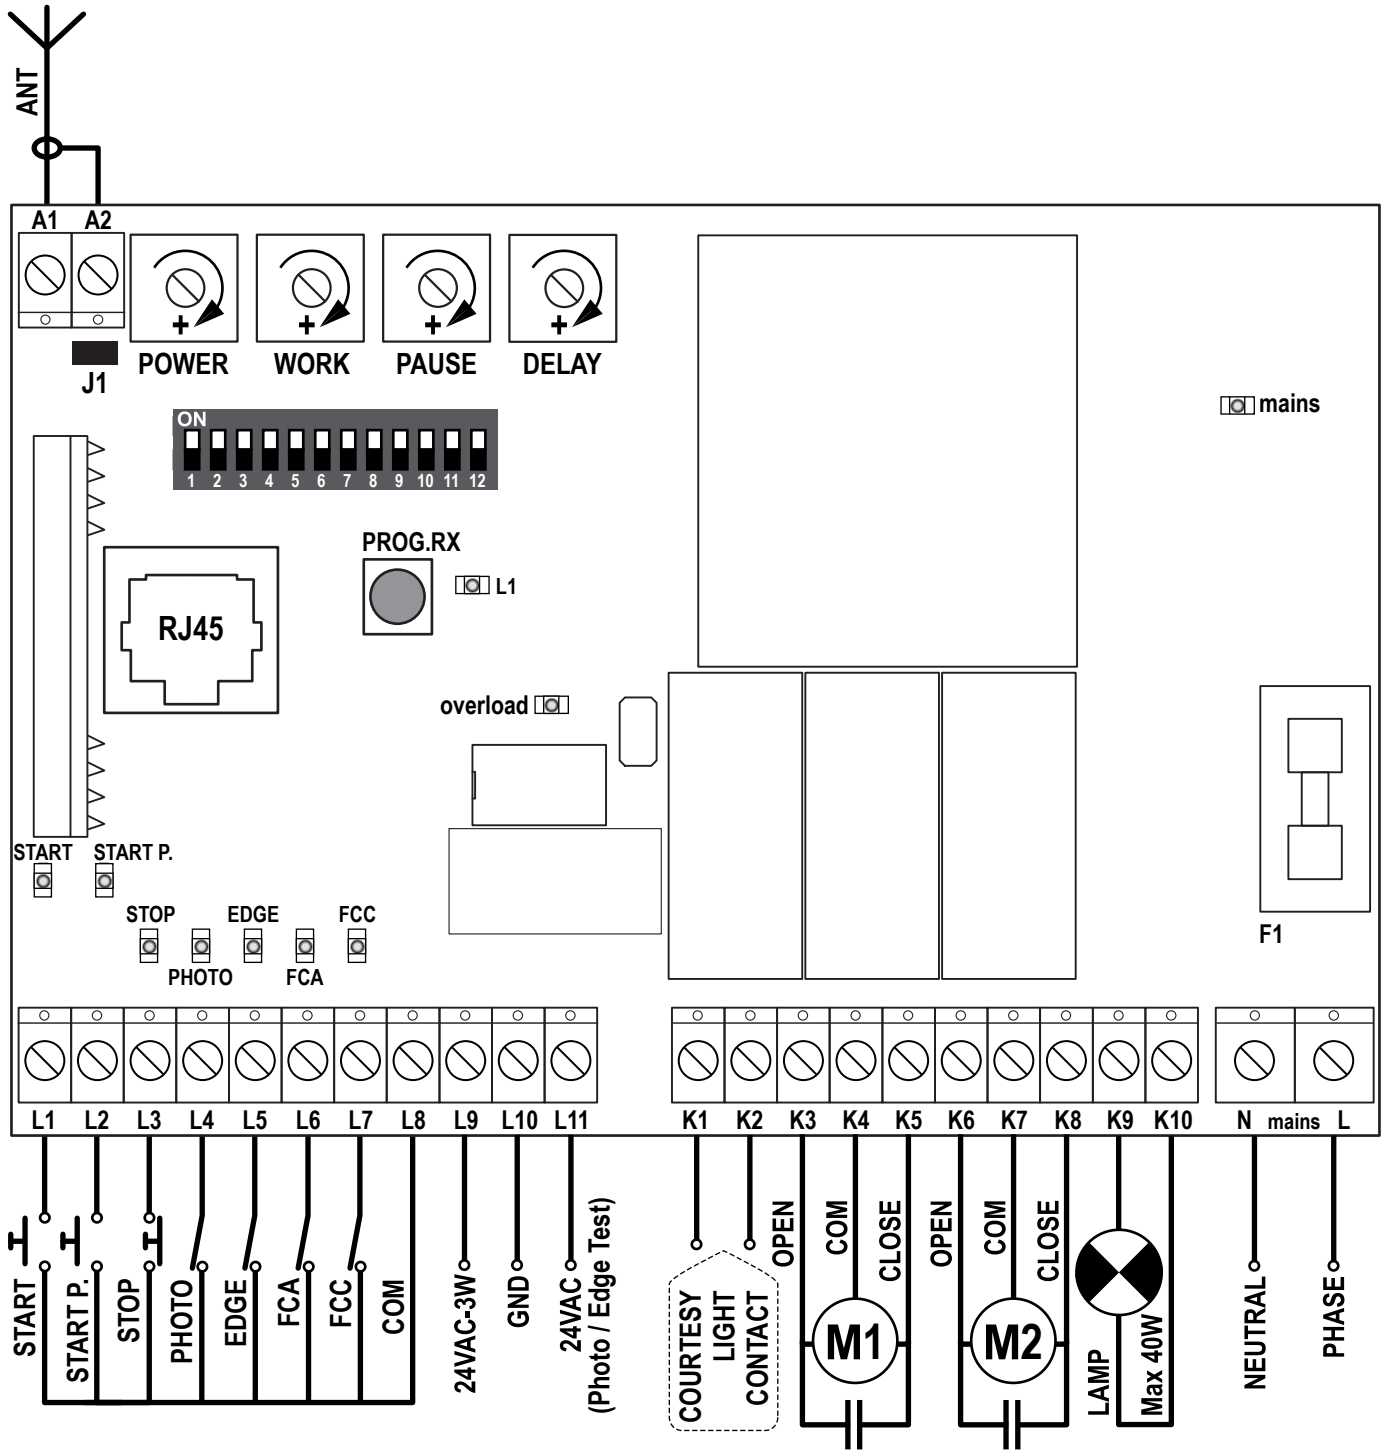 ANT
A1 A2
POWER WORK PAUSE DELAY
J1
mains
ON
1 2 3 4 5 6 7 8 9 10 11 12
PROG.RX
L1
RJ45
overload
START START P.
STOP EDGE FCC
PHOTO FCA
F1
L1 L2 L3 L4 L5 L6 L7 L8 L9 L10 L11
K1 K2 K3 K4 K5 K6 K7 K8 K9 K10
N mains L
START
START P.
STOP
PHOTO
EDGE
FCA
FCC
COM
24VAC-3W
GND
24VAC
(Photo / Edge Test)
COURTESY
LIGHT
CONTACT
OPEN
COM
CLOSE
M1
OPEN
COM
CLOSE
M2
LAMP
Max 40W
NEUTRAL
PHASE